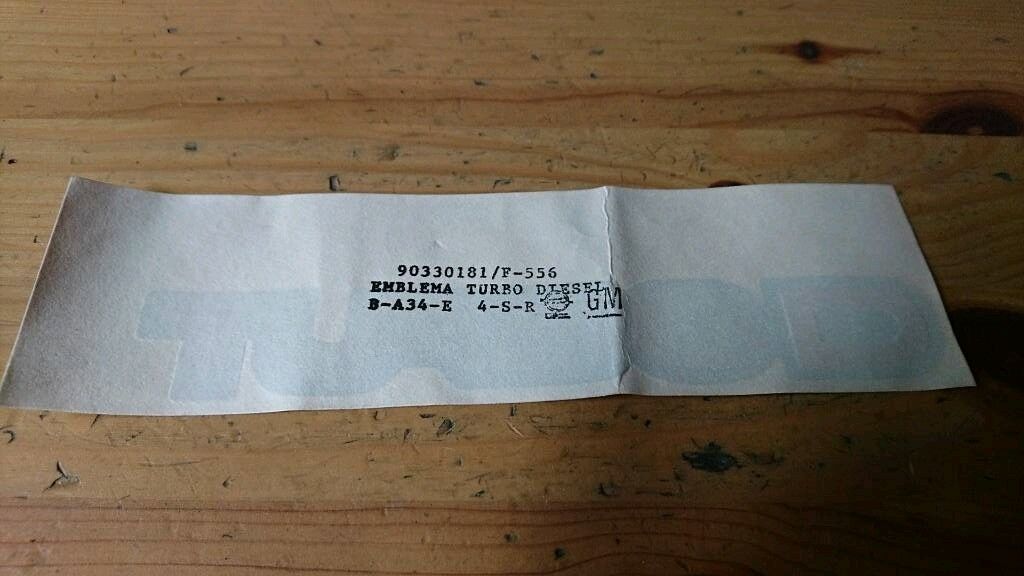 90330181/F-556
EMBLEMA TURBO DIESEL
B-A34-E 4-S-R GM